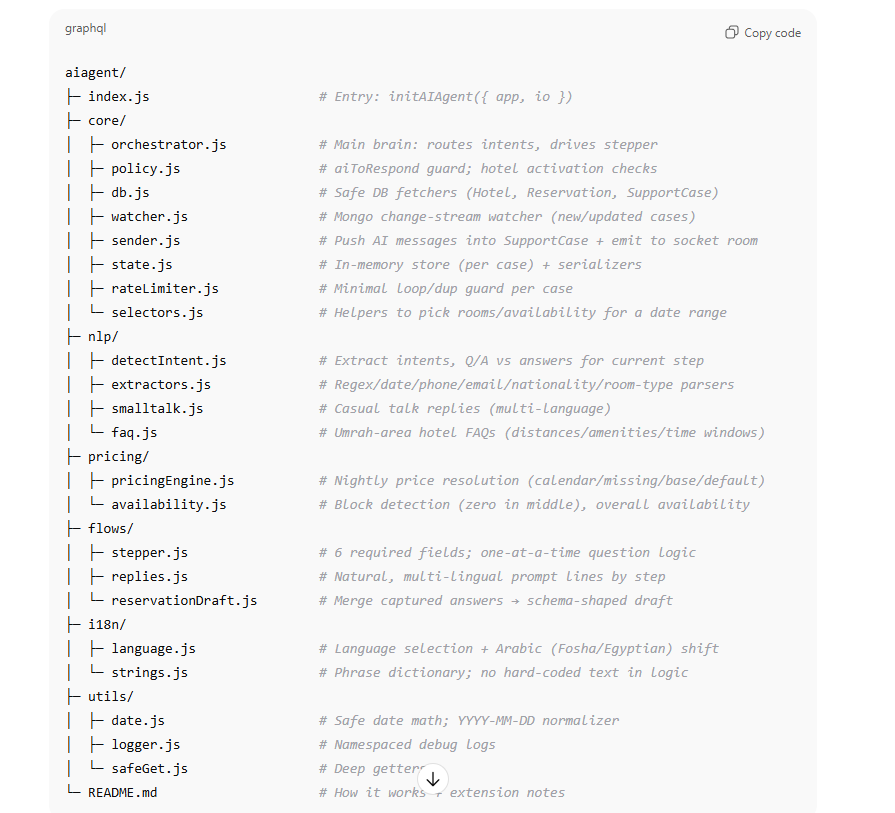 graphql
Copy code
aiagent/
├─ index.js # Entry: initAIAgent({ app, io })
├─ core/
│ ├─ orchestrator.js # Main brain: routes intents, drives stepper
│ ├─ policy.js # aiToRespond guard; hotel activation checks
│ ├─ db.js # Safe DB fetchers (Hotel, Reservation, SupportCase)
│ ├─ watcher.js # Mongo change-stream watcher (new/updated cases)
│ ├─ sender.js # Push AI messages into SupportCase + emit to socket room
│ ├─ state.js # In-memory store (per case) + serializers
│ ├─ rateLimiter.js # Minimal loop/dup guard per case
│ └─ selectors.js # Helpers to pick rooms/availability for a date range
├─ nlp/
│ ├─ detectIntent.js # Extract intents, Q/A vs answers for current step
│ ├─ extractors.js # Regex/date/phone/email/nationality/room-type parsers
│ ├─ smalltalk.js # Casual talk replies (multi-language)
│ └─ faq.js # Umrah-area hotel FAQs (distances/amenities/time windows)
├─ pricing/
│ ├─ pricingEngine.js # Nightly price resolution (calendar/missing/base/default)
│ └─ availability.js # Block detection (zero in middle), overall availability
├─ flows/
│ ├─ stepper.js # 6 required fields; one-at-a-time question logic
│ ├─ replies.js # Natural, multi-lingual prompt lines by step
│ └─ reservationDraft.js # Merge captured answers → schema-shaped draft
├─ i18n/
│ ├─ language.js # Language selection + Arabic (Fosha/Egyptian) shift
│ └─ strings.js # Phrase dictionary; no hard-coded text in logic
├─ utils/
│ ├─ date.js # Safe date math; YYYY-MM-DD normalizer
│ ├─ logger.js # Namespaced debug logs
│ └─ safeGet.js # Deep getters
└─ README.md # How it works + extension notes